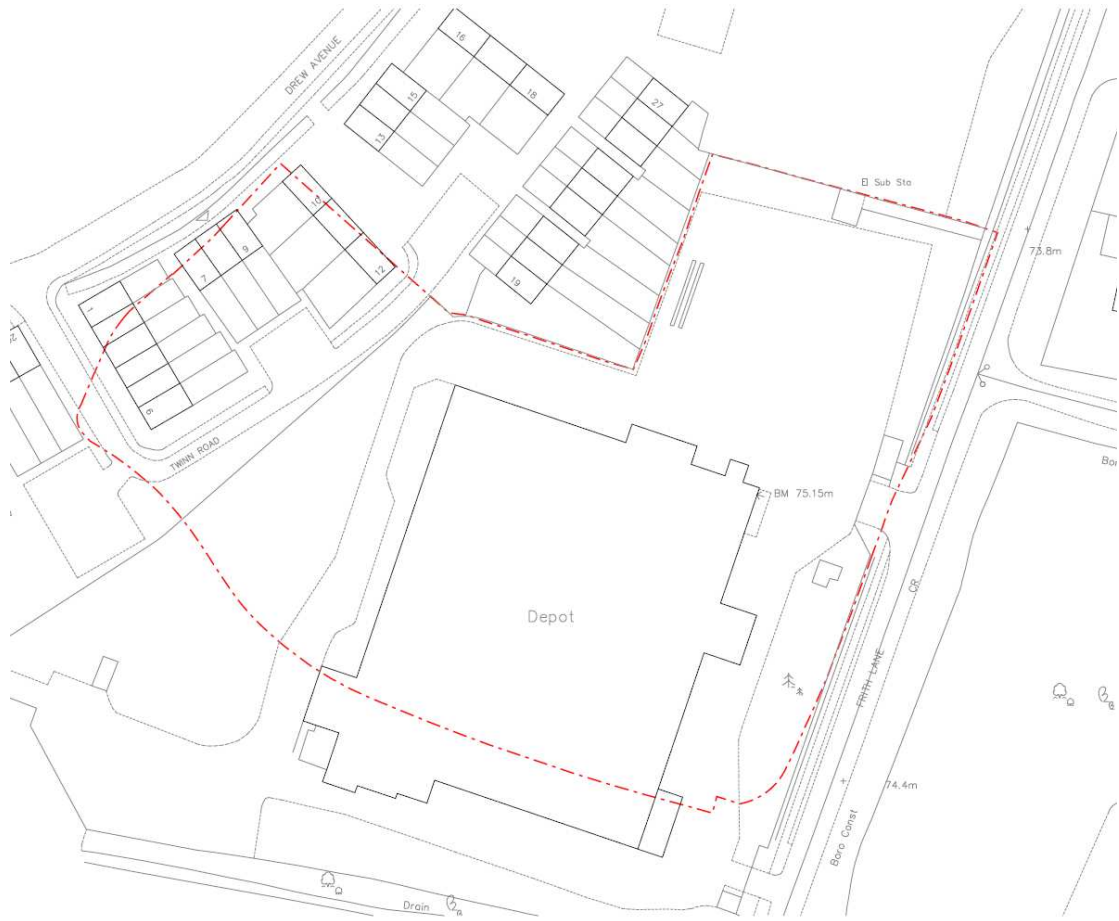 16
DREW AVENUE
18
15
13
27
El Sub Sta
10
9
7
12
19
73.8m
1
6
TWINN ROAD
BM 75.15m
CR
Depot
FRITH LANE
74.4m
Boro Const
Drain